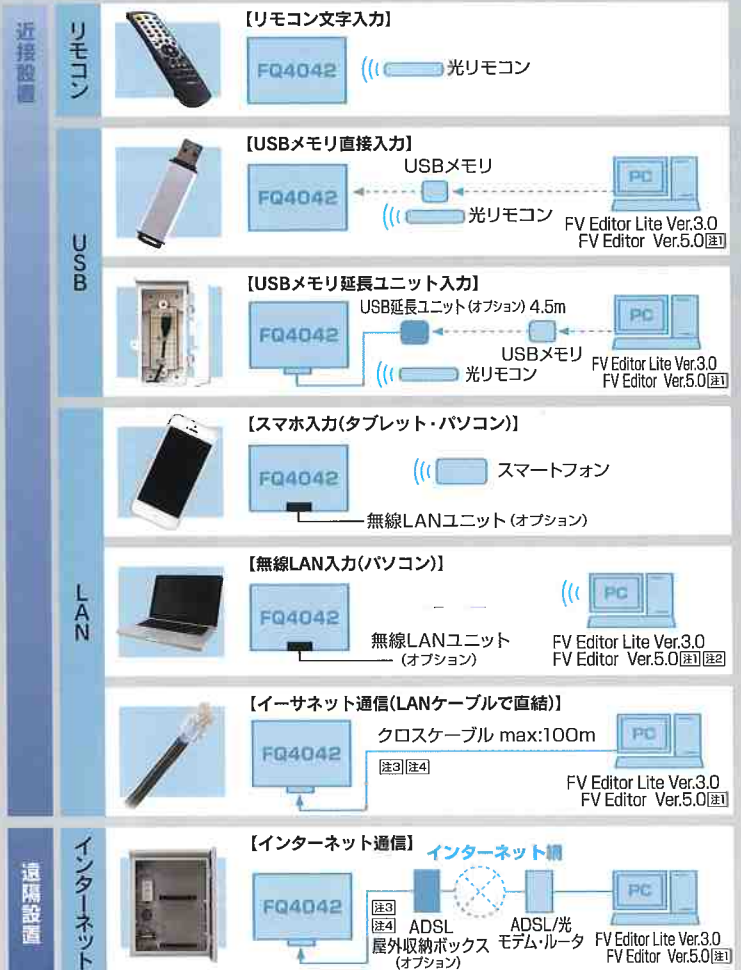 近接設置
リモコン
【リモコン文字入力】
FQ4042
光リモコン
USB
【USBメモリ直接入力】
USBメモリ
FQ4042
光リモコン
PC
FV Editor Lite Ver.3.0
FV Editor Ver.5.0注1
【USBメモリ延長ユニット入力】
USB延長ユニット(オプション) 4.5m
FQ4042
USBメモリ
光リモコン
PC
FV Editor Lite Ver.3.0
FV Editor Ver.5.0注1
LAN
【スマホ入力(タブレット・パソコン)】
FQ4042
スマートフォン
無線LANユニット(オプション)
【無線LAN入力(パソコン)】
FQ4042
無線LANユニット
(オプション)
PC
FV Editor Lite Ver.3.0
FV Editor Ver.5.0注1注2
【イーサネット通信(LANケーブルで直結)】
クロスケーブル max:100m
FQ4042
注3注4
PC
FV Editor Lite Ver.3.0
FV Editor Ver.5.0注1
遠隔設置
インターネット
【インターネット通信】
インターネット網
FQ4042
注3
注4
ADSL
屋外収納ボックス
(オプション)
ADSL/光
モデム・ルータ
PC
FV Editor Lite Ver.3.0
FV Editor Ver.5.0注1